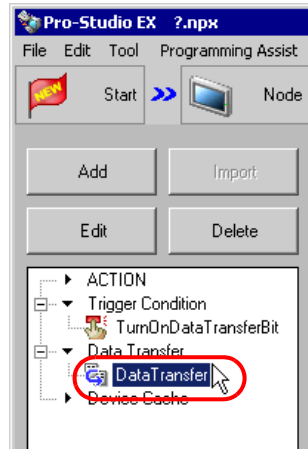 Pro-Studio EX   ?.npx
File Edit Tool Programming Assist
NEW Start Node
Add Import
Edit Delete
ACTION
Trigger Condition
TurnOnDataTransferBit
Data Transfer
DataTransfer
Device Cache